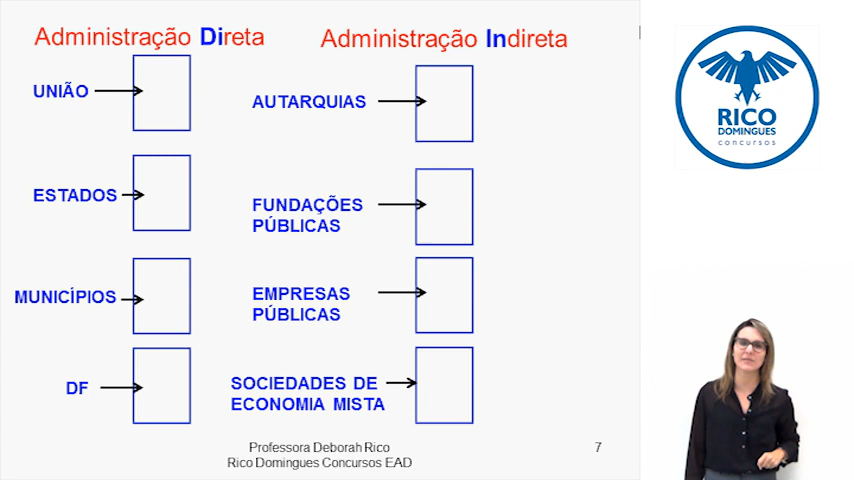 Administração Direta
Administração Indireta
UNIÃO
ESTADOS
MUNICÍPIOS
DF
AUTARQUIAS
FUNDAÇÕES
PÚBLICAS
EMPRESAS
PÚBLICAS
SOCIEDADES DE
ECONOMIA MISTA
Professora Deborah Rico
Rico Domingues Concursos EAD
7
RICO
DOMINGUES
concursos